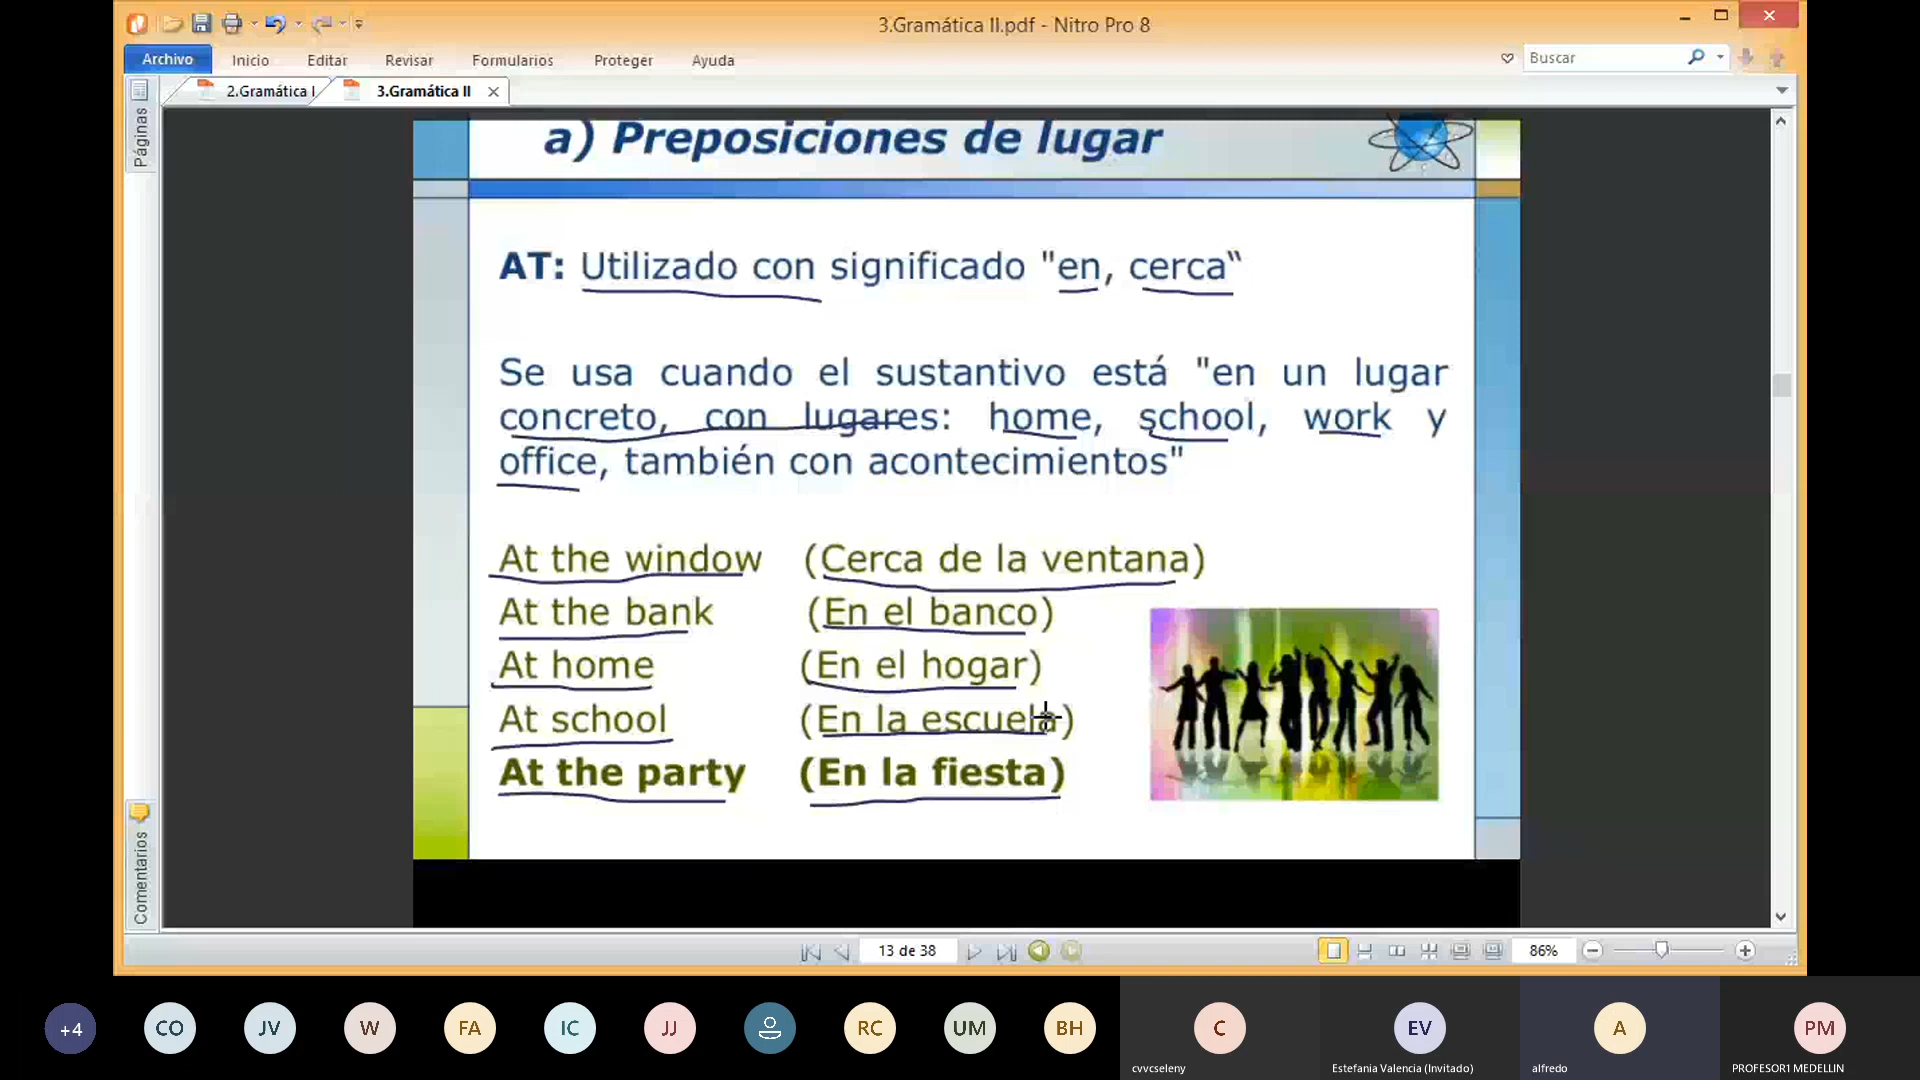 3.Gramática II.pdf - Nitro Pro 8
Archivo Inicio Editar Revisar Formularios Proteger Ayuda Buscar
2.Gramática I 3.Gramática II
Páginas
a) Preposiciones de lugar
AT: Utilizado con significado "en, cerca“
Se usa cuando el sustantivo está "en un lugar
concreto, con lugares: home, school, work y
office, también con acontecimientos"
At the window (Cerca de la ventana)
At the bank (En el banco)
At home (En el hogar)
At school (En la escuela)
At the party (En la fiesta)
Comentarios
13 de 38 86%
+4 CO JV W FA IC JJ RC UM BH C EV A PM
cvvcseleny Estefania Valencia (Invitado) alfredo PROFESOR1 MEDELLIN